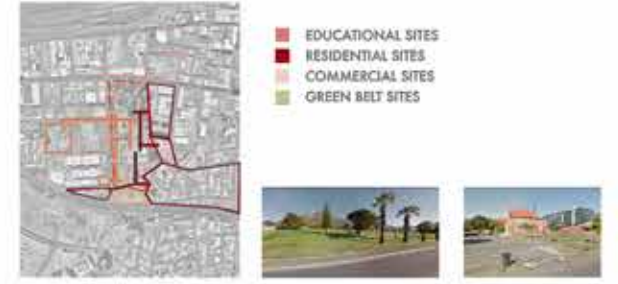 EDUCATIONAL SITES
RESIDENTIAL SITES
COMMERCIAL SITES
GREEN BELT SITES